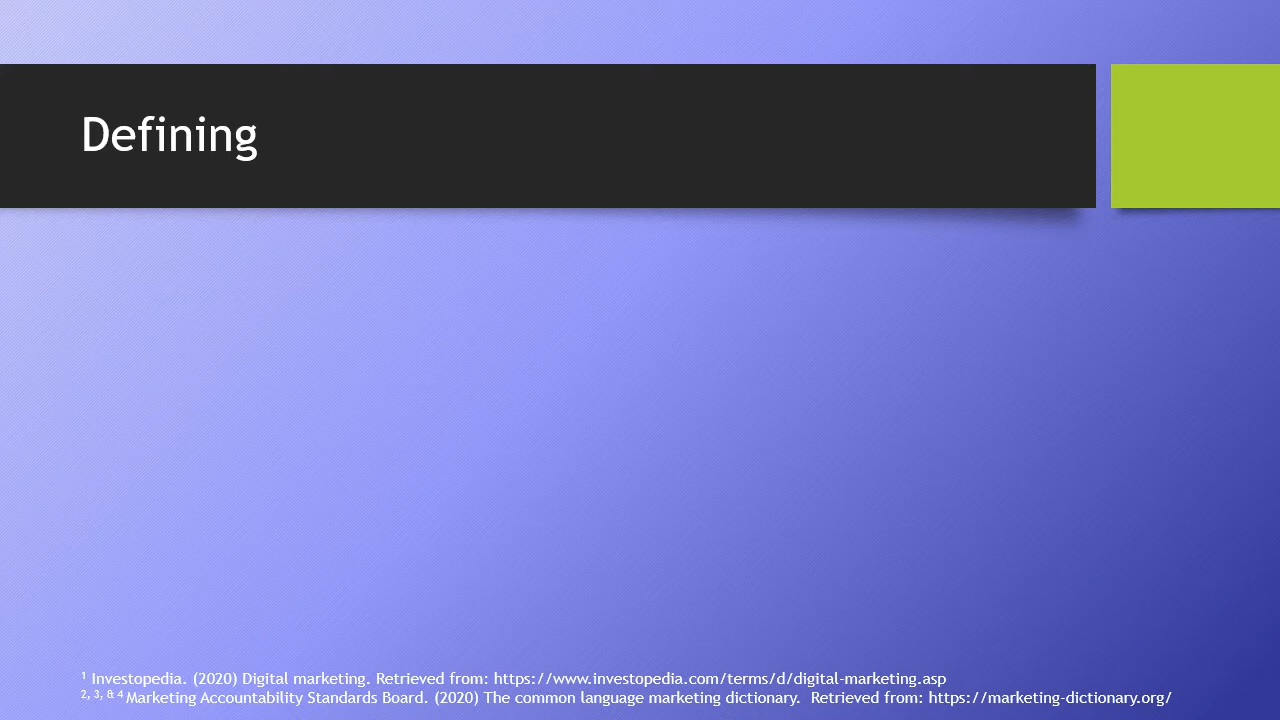 Defining
1 Investopedia. (2020) Digital marketing. Retrieved from: https://www.investopedia.com/terms/d/digital-marketing.asp
2, 3, & 4 Marketing Accountability Standards Board. (2020) The common language marketing dictionary.  Retrieved from: https://marketing-dictionary.org/